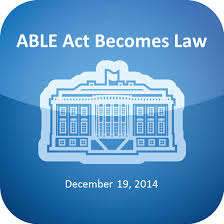 ABLE Act Becomes Law
December 19, 2014